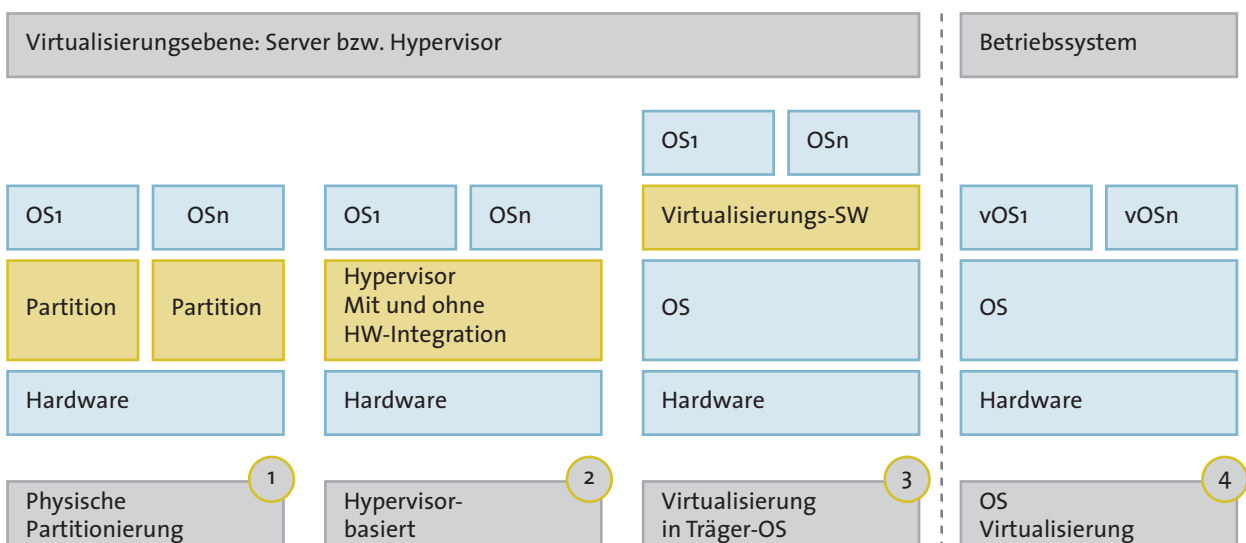 Virtualisierungsebene: Server bzw. Hypervisor
Betriebssystem
OS1
OSn
OS1
OSn
OS1
OSn
Virtualisierungs-SW
vOS1
vOSn
Partition
Partition
Hypervisor
Mit und ohne
HW-Integration
OS
OS
Hardware
Hardware
Hardware
Hardware
1
2
3
4
Physische
Partitionierung
Hypervisor-
basiert
Virtualisierung
in Träger-OS
OS
Virtualisierung